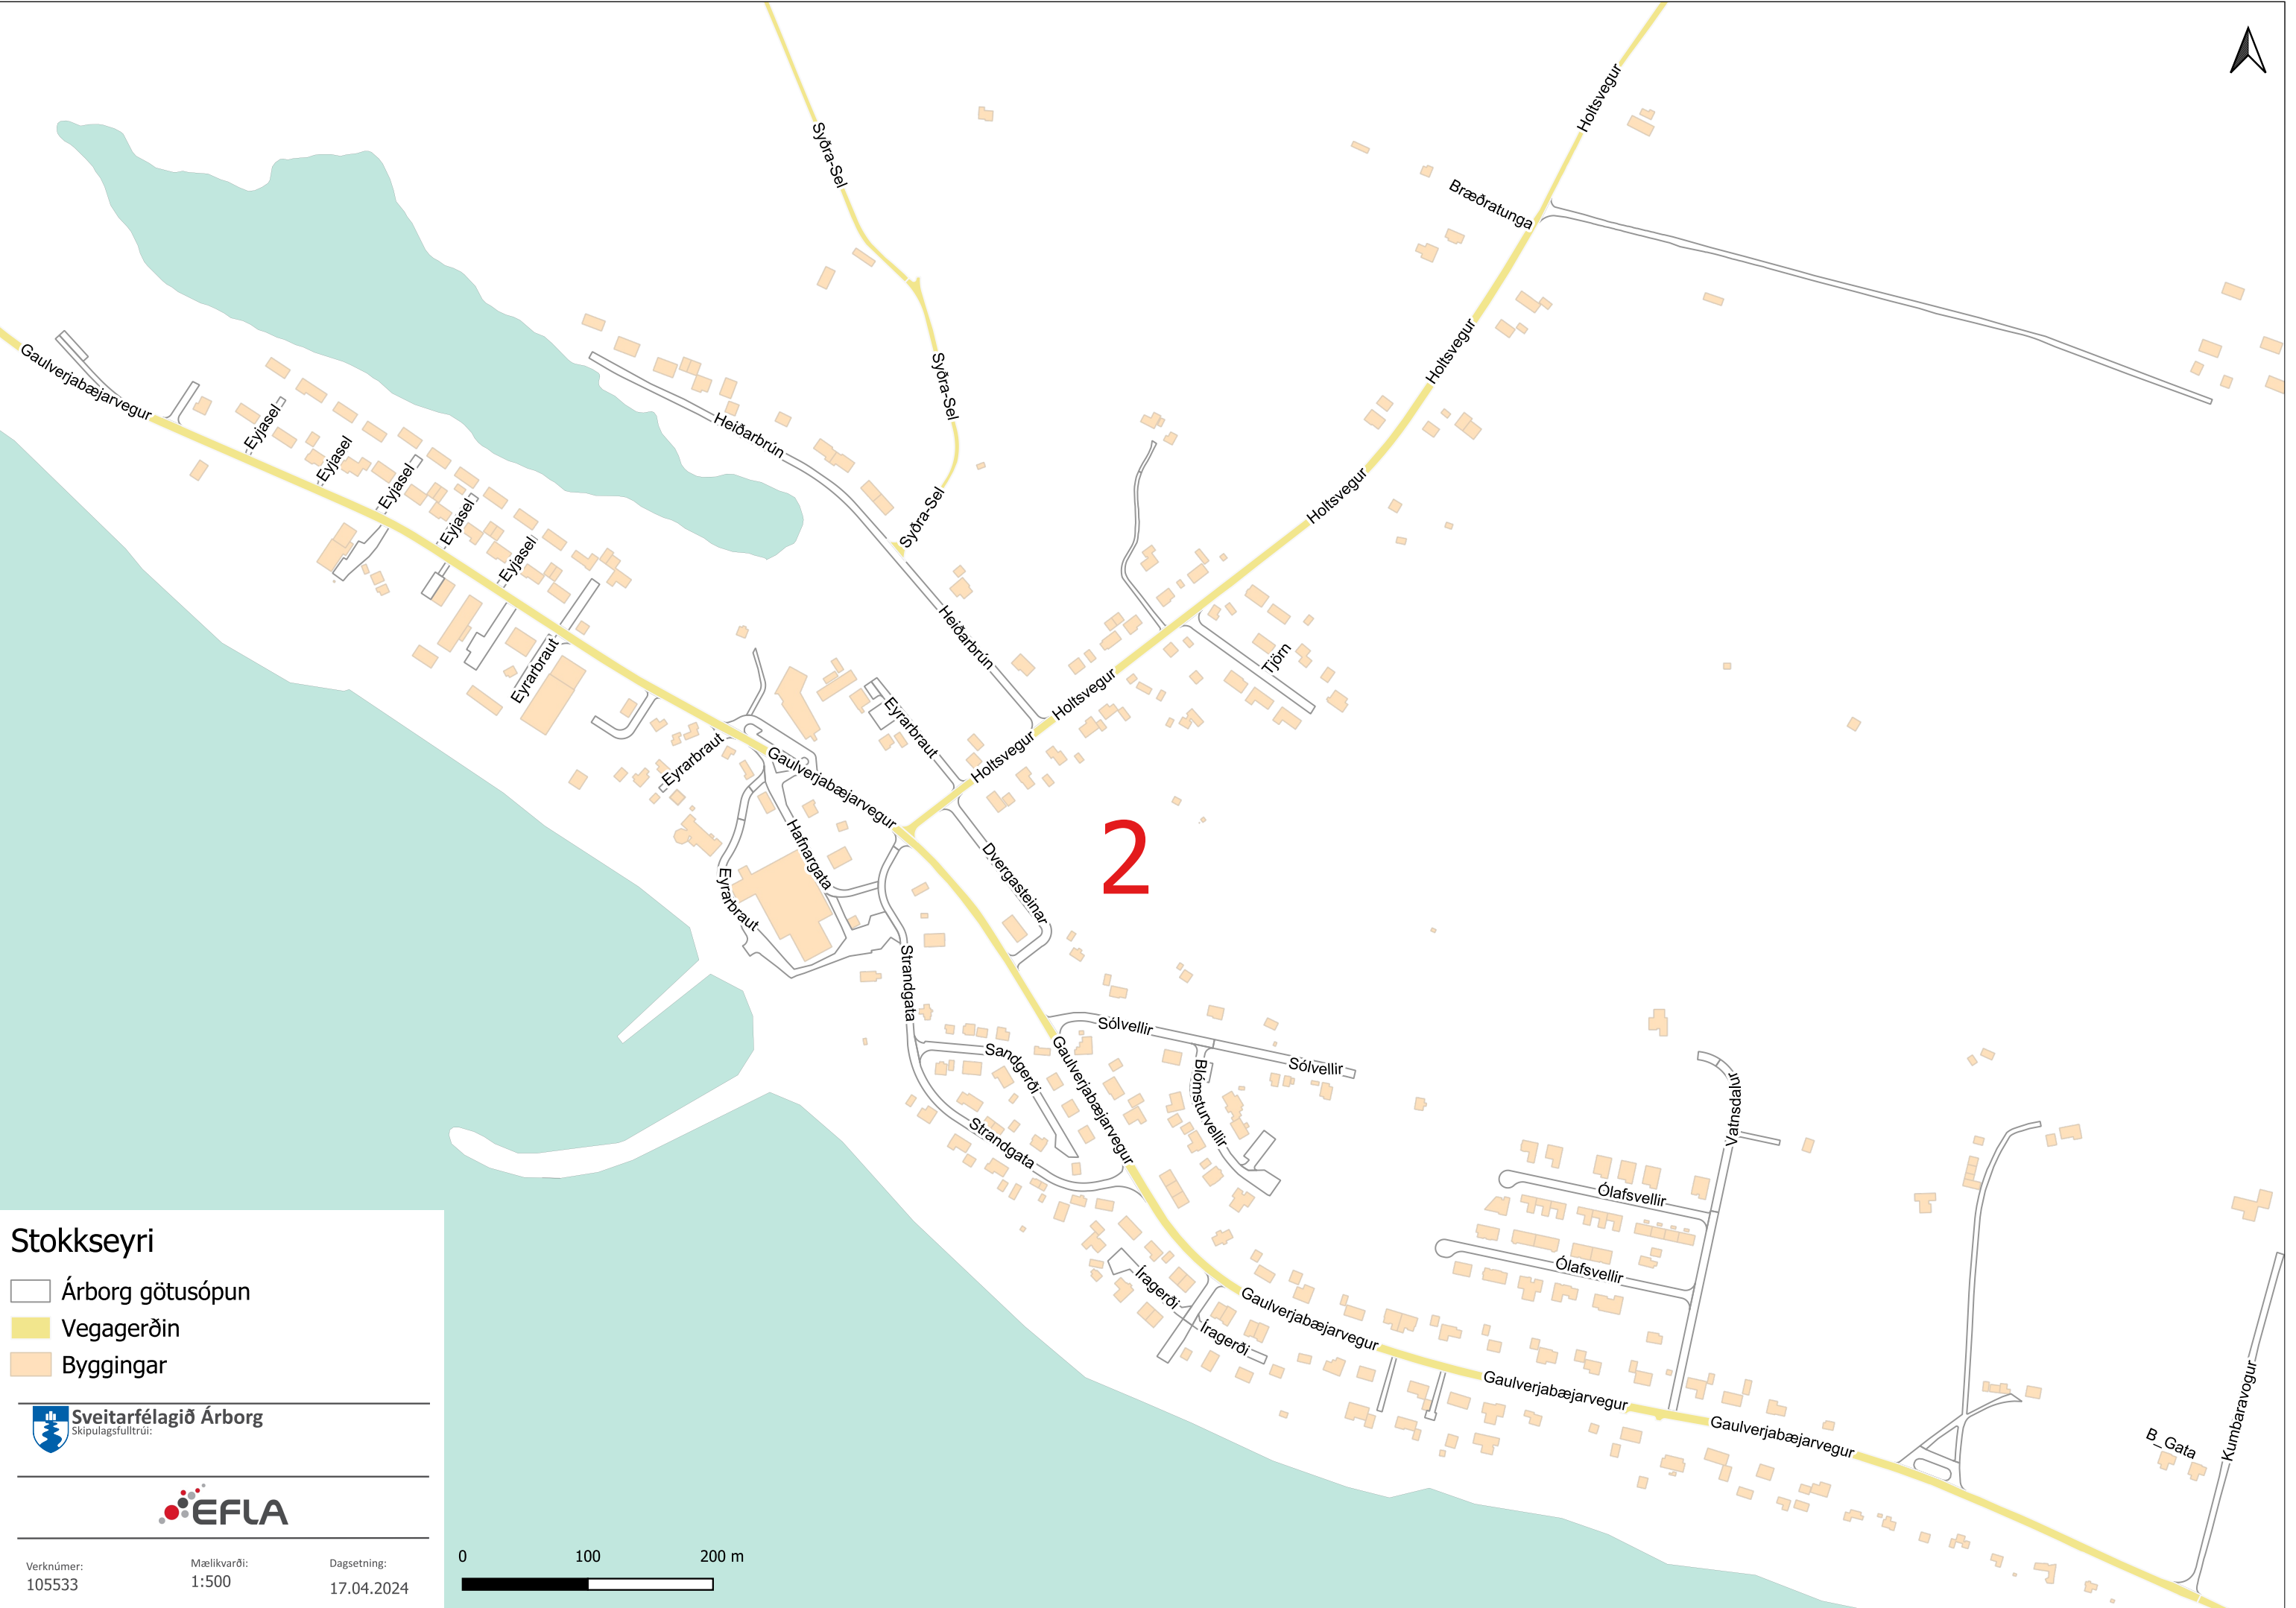 Holtsvegur
Syðra-Sel
Bræðratunga
Holtsvegur
Gaulverjabæjarvegur
Syðra-Sel
Heiðarbrún
Eyjasel
Eyjasel
Eyjasel
Eyjasel
Eyjasel
Syðra-Sel
Holtsvegur
Heiðarbrún
Tjörn
Eyrarbraut
Holtsvegur
Eyrarbraut
Holtsvegur
Eyrarbraut
Gaulverjabæjarvegur
Hafnargata
2
Dvergasteinar
Eyrarbraut
Strandgata
Sólvellir
Sólvellir
Sandgerði
Gaulverjabæjarvegur
Blómsturvellir
Vatnsdalur
Strandgata
Ólafsvellir
Ólafsvellir
Íragerði
Íragerði
Gaulverjabæjarvegur
Gaulverjabæjarvegur
Gaulverjabæjarvegur
B_Gata
Kumbaravogur
Stokkseyri
Árborg götusópun
Vegagerðin
Byggingar
Sveitarfélagið Árborg
Skipulagsfulltrúi:
EFLA
Verknúmer:
105533
Mælikvarði:
1:500
Dagsetning:
17.04.2024
0 100 200 m